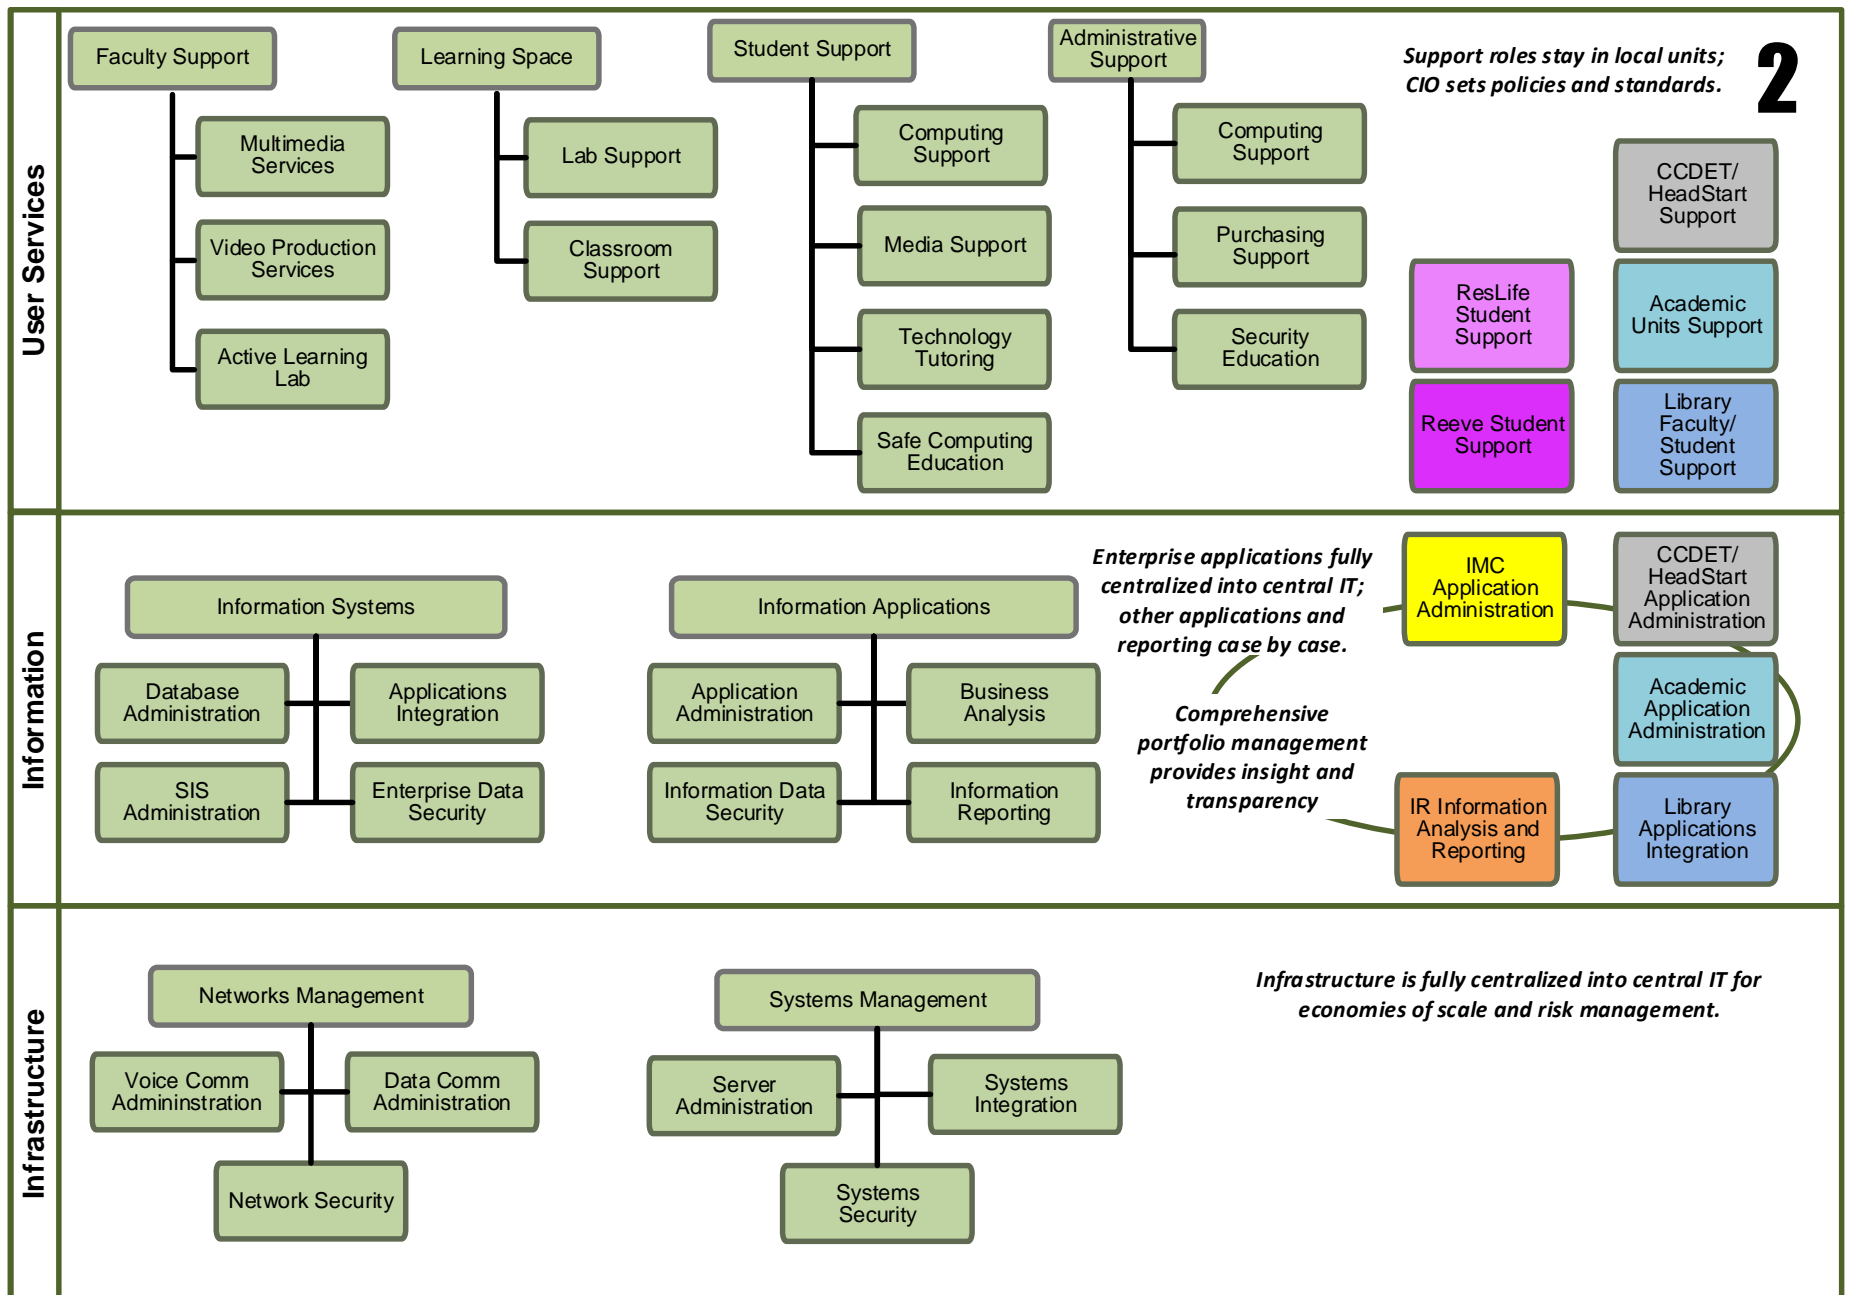 User Services
Faculty Support
Multimedia
Services
Video Production
Services
Active Learning
Lab
Learning Space
Lab Support
Classroom
Support
Student Support
Computing
Support
Media Support
Technology
Tutoring
Safe Computing
Education
Administrative
Support
Computing
Support
Purchasing
Support
Security
Education
Support roles stay in local units;
CIO sets policies and standards.
2
CCDET/
HeadStart
Support
ResLife
Student
Support
Academic
Units Support
Reeve Student
Support
Library
Faculty/
Student
Support
Information
Information Systems
Database
Administration
Applications
Integration
SIS
Administration
Enterprise Data
Security
Information Applications
Application
Administration
Business
Analysis
Information Data
Security
Information
Reporting
Enterprise applications fully
centralized into central IT;
other applications and
reporting case by case.
Comprehensive
portfolio management
provides insight and
transparency
IMC
Application
Administration
CCDET/
HeadStart
Application
Administration
Academic
Application
Administration
IR Information
Analysis and
Reporting
Library
Applications
Integration
Infrastructure
Networks Management
Voice Comm
Admininstration
Data Comm
Administration
Network Security
Systems Management
Server
Administration
Systems
Integration
Systems
Security
Infrastructure is fully centralized into central IT for
economies of scale and risk management.